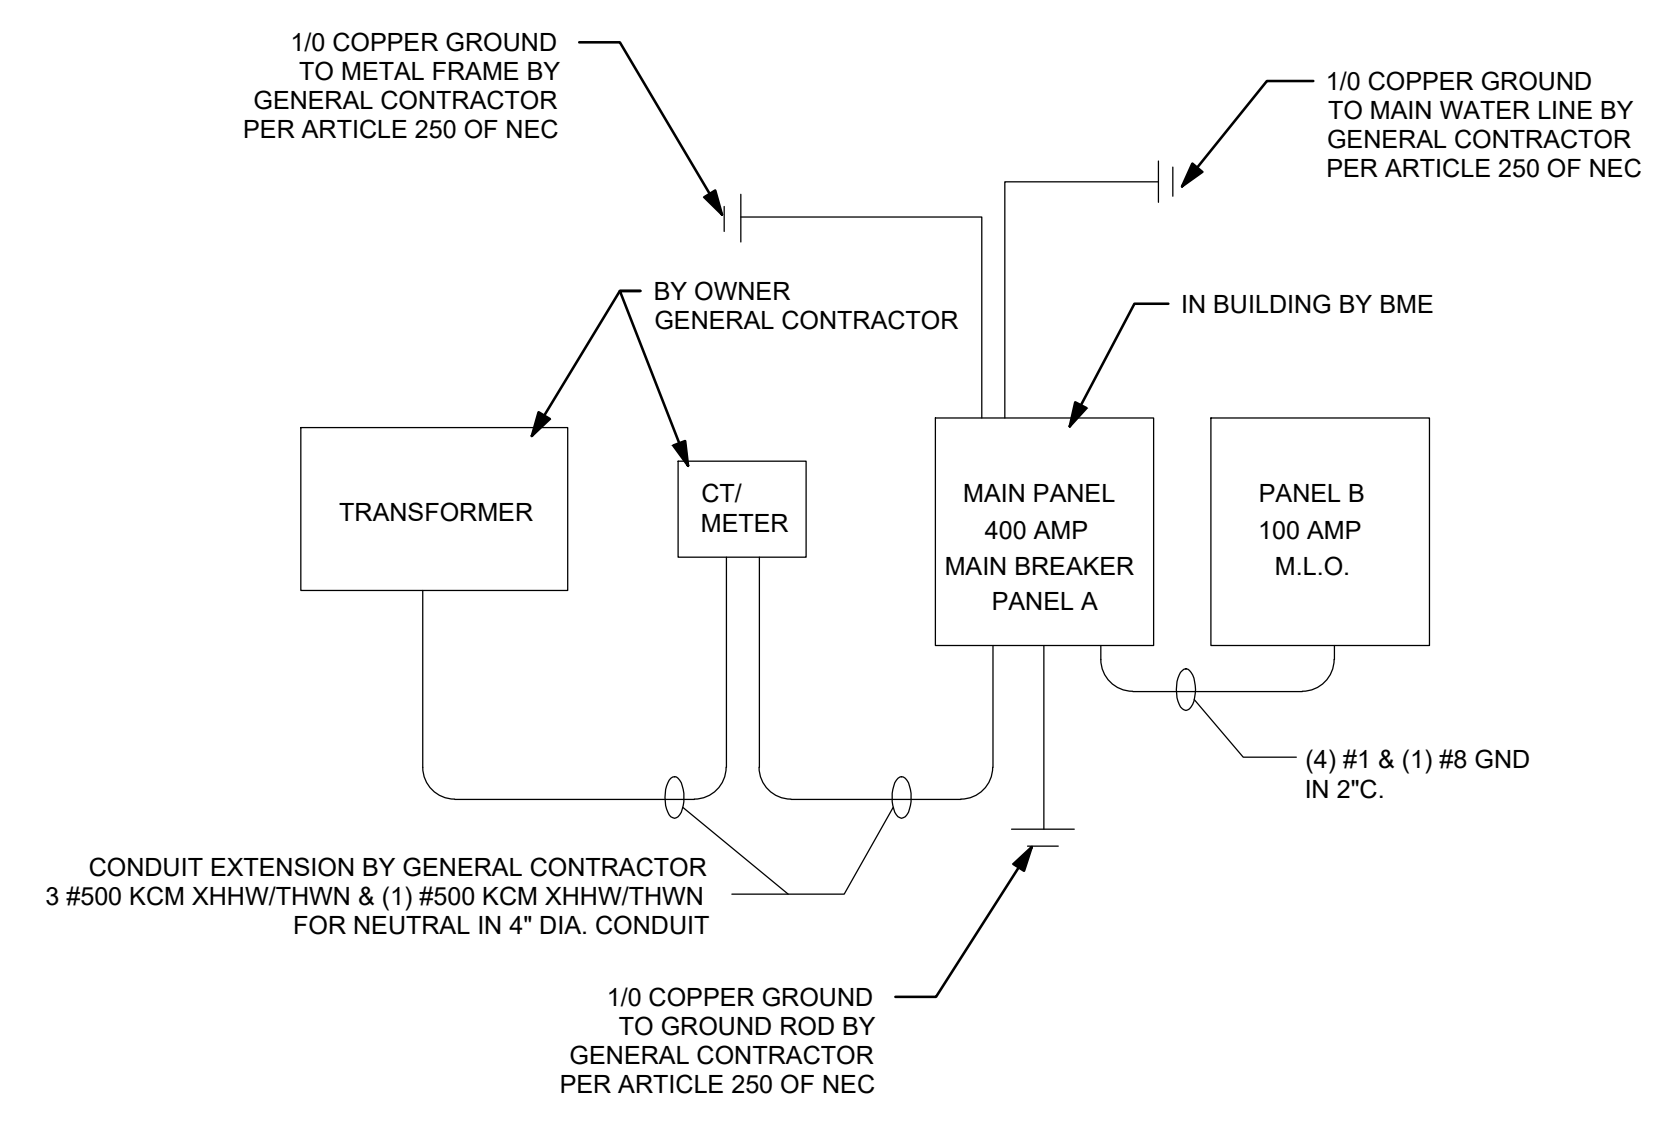 1/0 COPPER GROUND
TO METAL FRAME BY
GENERAL CONTRACTOR
PER ARTICLE 250 OF NEC
1/0 COPPER GROUND
TO MAIN WATER LINE BY
GENERAL CONTRACTOR
PER ARTICLE 250 OF NEC
BY OWNER
GENERAL CONTRACTOR
IN BUILDING BY BME
TRANSFORMER
CT/
METER
MAIN PANEL
400 AMP
MAIN BREAKER
PANEL A
PANEL B
100 AMP
M.L.O.
(4) #1 & (1) #8 GND
IN 2"C.
CONDUIT EXTENSION BY GENERAL CONTRACTOR
3 #500 KCM XHHW/THWN & (1) #500 KCM XHHW/THWN
FOR NEUTRAL IN 4" DIA. CONDUIT
1/0 COPPER GROUND
TO GROUND ROD BY
GENERAL CONTRACTOR
PER ARTICLE 250 OF NEC